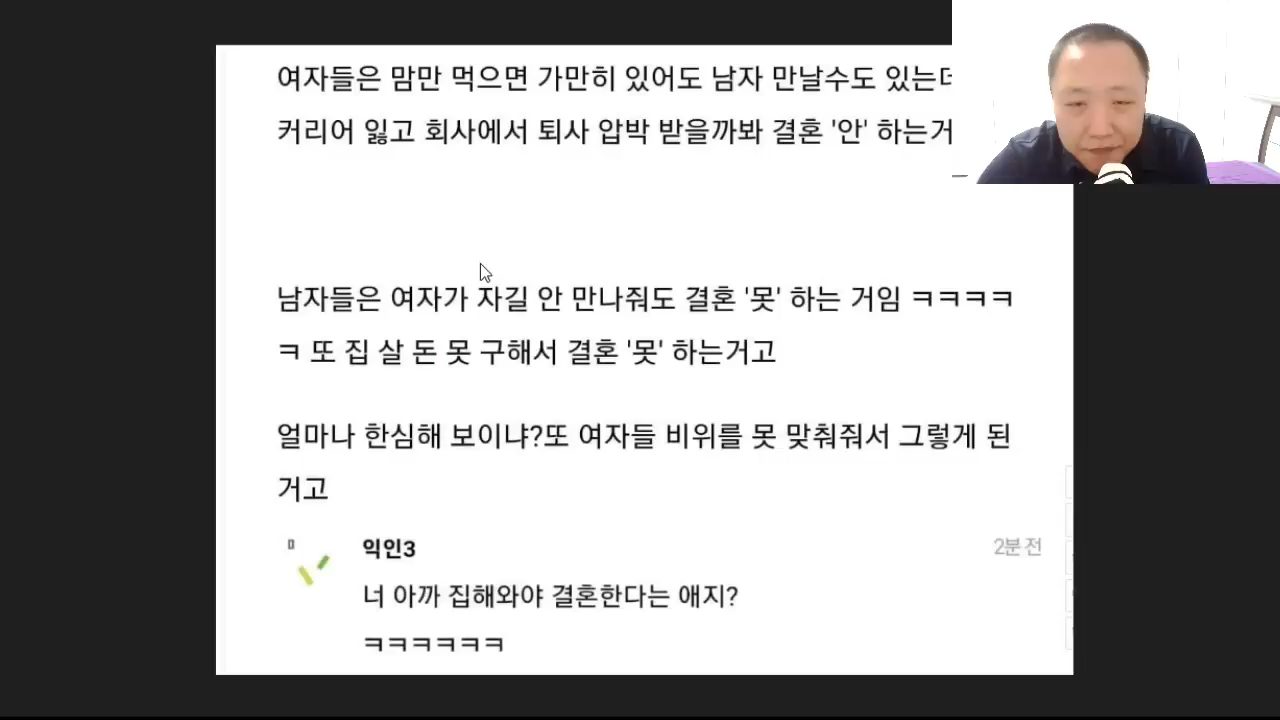 여자들은 맘만 먹으면 가만히 있어도 남자 만날수도 있는데
커리어 잃고 회사에서 퇴사 압박 받을까봐 결혼 '안' 하는거
남자들은 여자가 자길 안 만나줘도 결혼 '못' 하는 거임 ㅋㅋㅋㅋ
ㅋ 또 집 살 돈 못 구해서 결혼 '못' 하는거고
얼마나 한심해 보이냐?또 여자들 비위를 못 맞춰줘서 그렇게 된
거고
익인3
2분 전
너 아까 집해와야 결혼한다는 애지?
ㅋㅋㅋㅋㅋㅋ